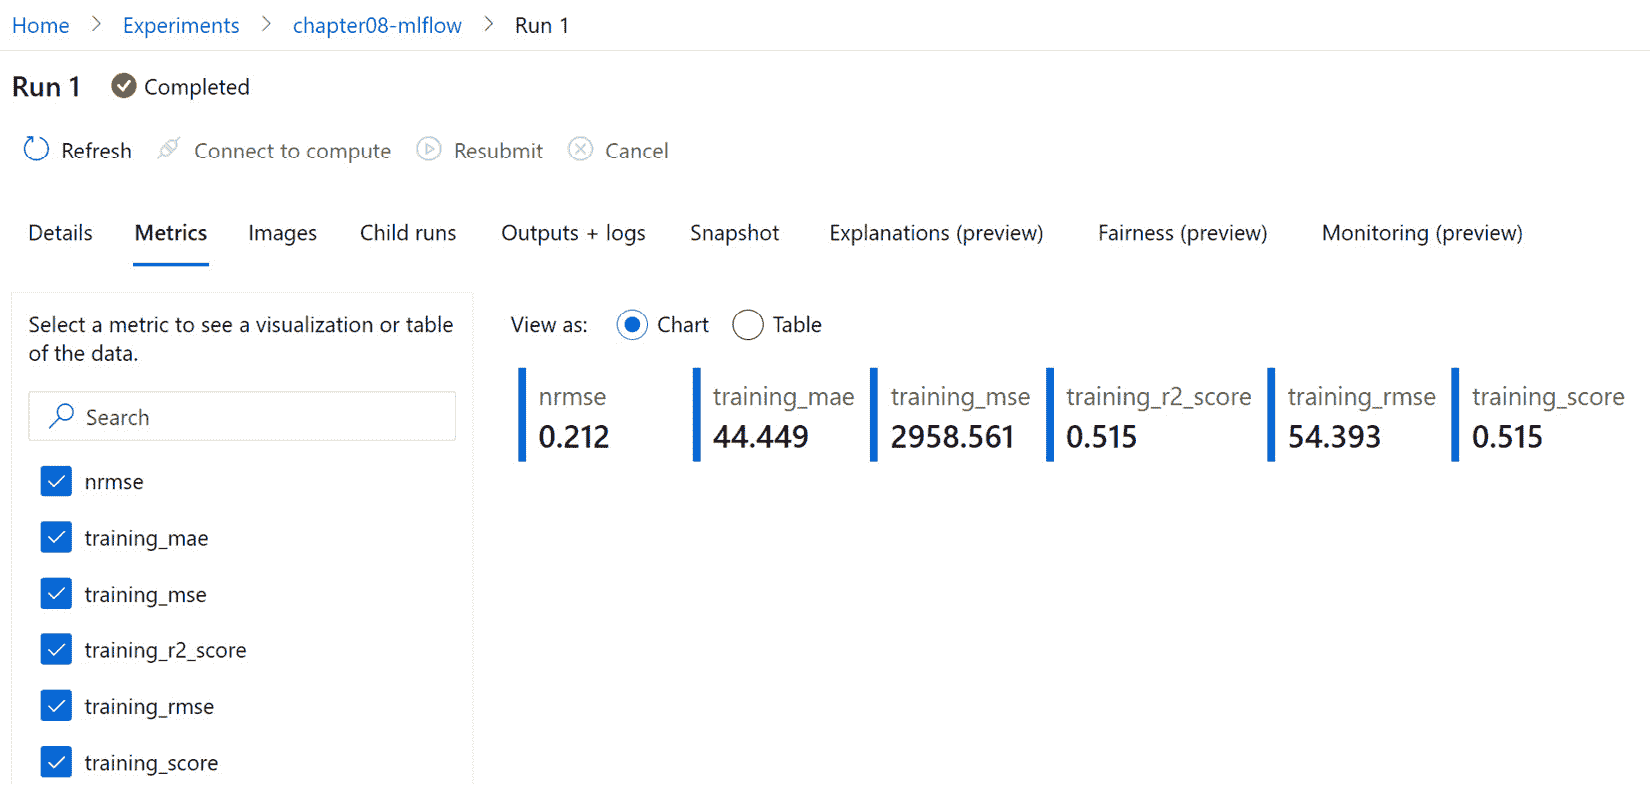 Home > Experiments > chapter08-mlflow > Run 1
Run 1 Completed
Refresh Connect to compute Resubmit Cancel
Details Metrics Images Child runs Outputs + logs Snapshot Explanations (preview) Fairness (preview) Monitoring (preview)
Select a metric to see a visualization or table
of the data.
Search
nrmse
training_mae
training_mse
training_r2_score
training_rmse
training_score
View as: Chart Table
nrmse training_mae training_mse training_r2_score training_rmse training_score
0.212 44.449 2958.561 0.515 54.393 0.515